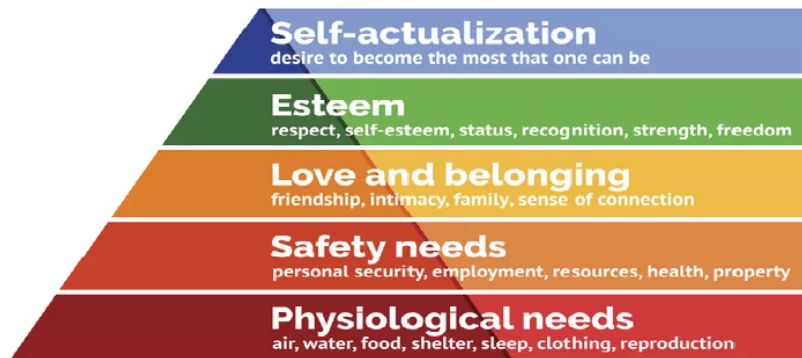 Self-actualization
desire to become the most that one can be
Esteem
respect, self-esteem, status, recognition, strength, freedom
Love and belonging
friendship, intimacy, family, sense of connection
Safety needs
personal security, employment, resources, health, property
Physiological needs
air, water, food, shelter, sleep, clothing, reproduction